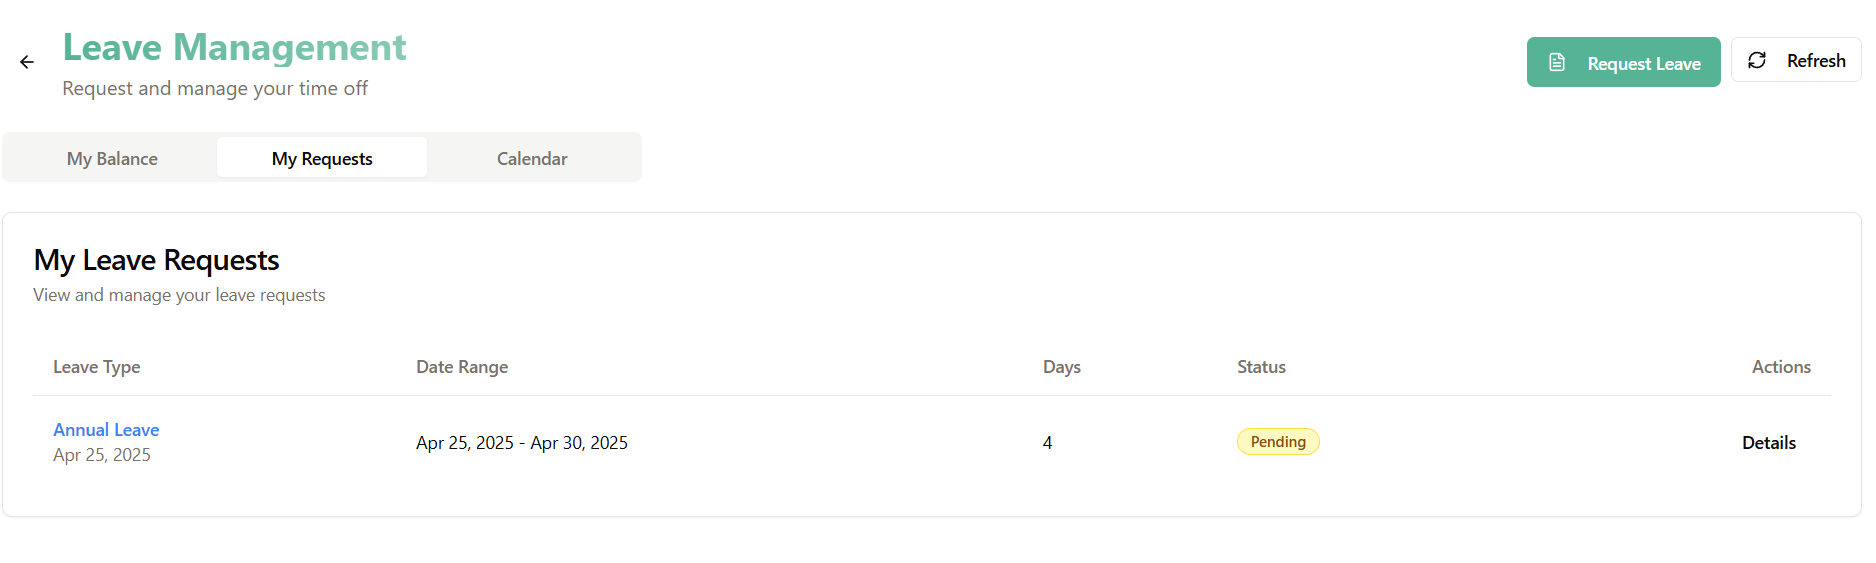 Leave Management
Request and manage your time off
Request Leave
Refresh
My Balance
My Requests
Calendar
My Leave Requests
View and manage your leave requests
Leave Type
Date Range
Days
Status
Actions
Annual Leave
Apr 25, 2025
Apr 25, 2025 - Apr 30, 2025
4
Pending
Details